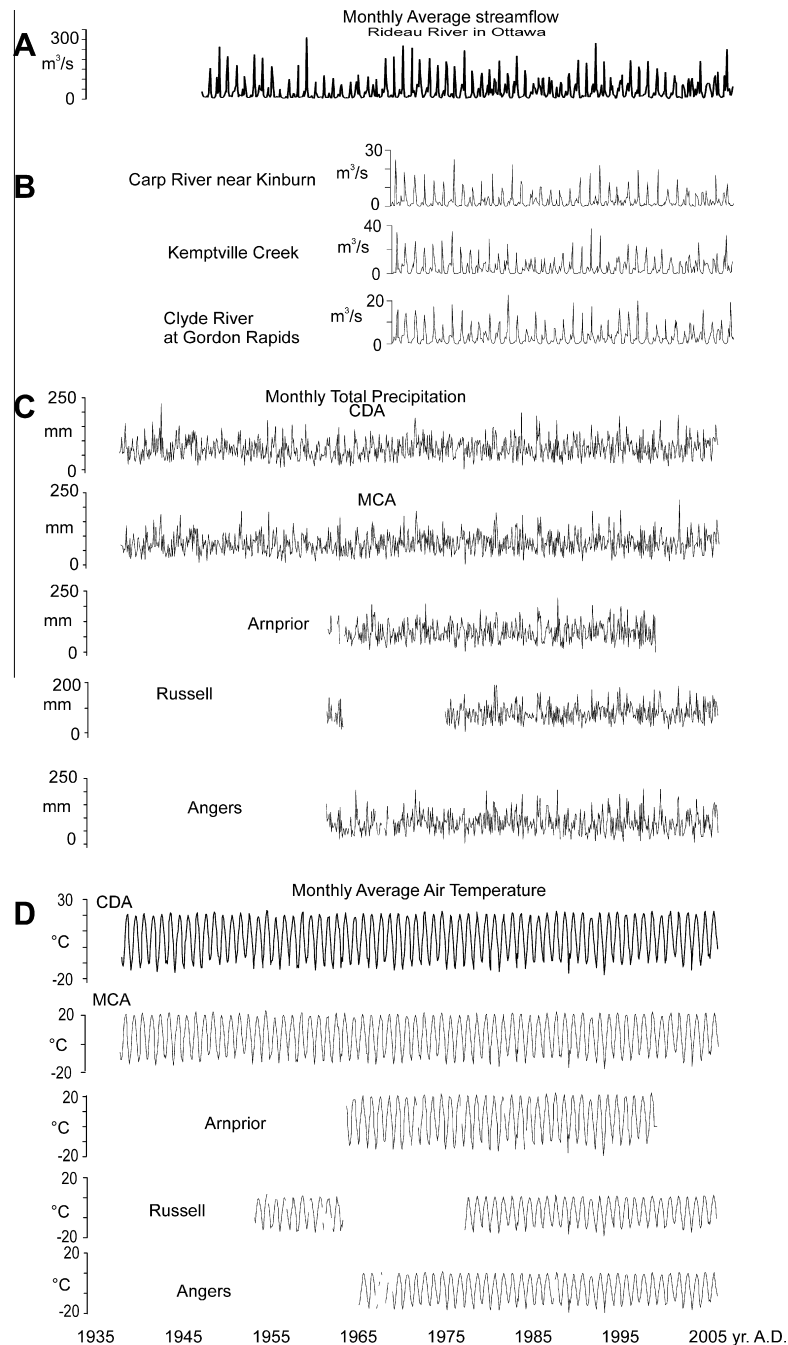 Monthly Average streamflow
Rideau River in Ottawa
A
300
m³/s
0
B
30
Carp River near Kinburn
m³/s
0
40
m³/s
Kemptville Creek
0
20
Clyde River
m³/s
at Gordon Rapids
0
C
250
Monthly Total Precipitation
CDA
mm
0
250
MCA
mm
0
250
mm
Arnprior
0
200
Russell
mm
0
250
mm
Angers
0
Monthly Average Air Temperature
D
30
CDA
°C
-20
MCA
20
°C
-20
20
°C
Arnprior
-20
20
°C
Russell
-20
20
°C
Angers
-20
1935 1945 1955 1965 1975 1985 1995 2005 yr. A.D.